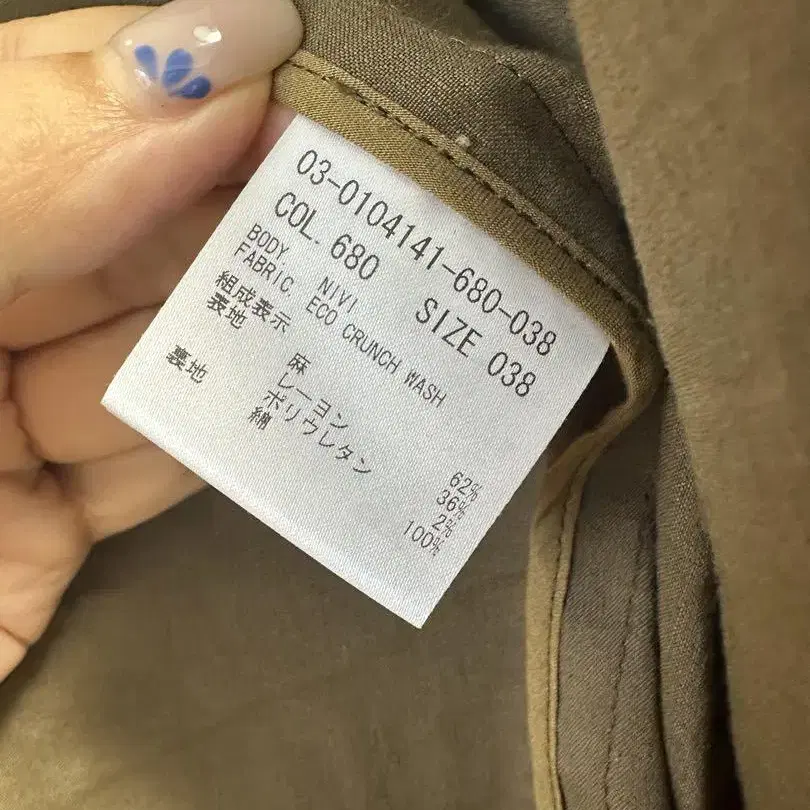 03-0104141-680-038
COL. 680 SIZE 038
BODY. NIVI
FABRIC. ECO CRUNCH WASH
組成表示
表地 麻 62%
レーヨン 36%
ポリウレタン 2%
裏地 綿 100%